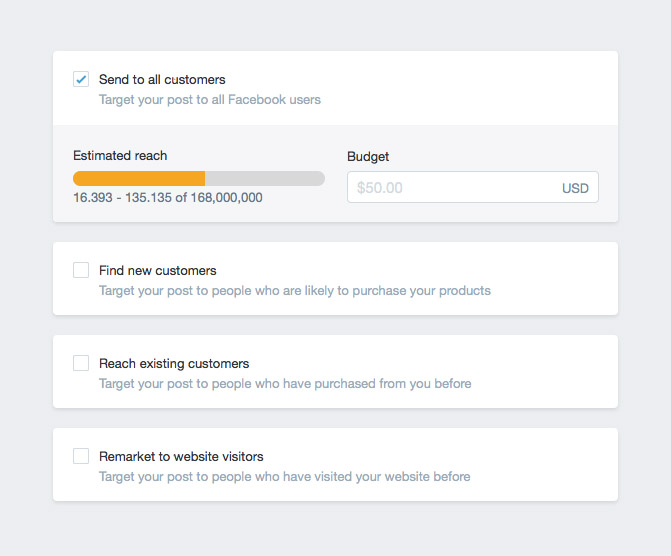 Send to all customers
Target your post to all Facebook users
Estimated reach
16.393 - 135.135 of 168,000,000
Budget
$50.00 USD
Find new customers
Target your post to people who are likely to purchase your products
Reach existing customers
Target your post to people who have purchased from you before
Remarket to website visitors
Target your post to people who have visited your website before